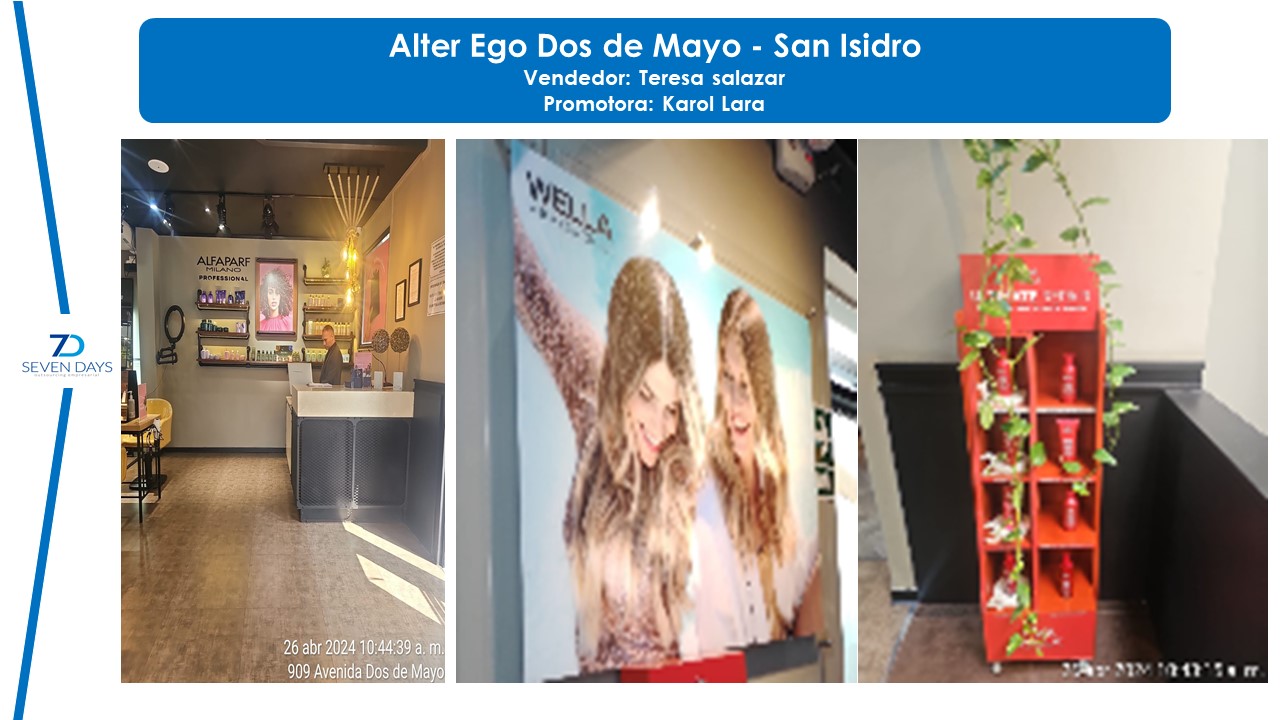 Alter Ego Dos de Mayo - San Isidro
Vendedor: Teresa salazar
Promotora: Karol Lara
7D
SEVEN DAYS
ALFAPARF
MILANO
PROFESSIONAL
26 abr 2024 10:44:39 a. m.
909 Avenida Dos de Mayo
WELLA